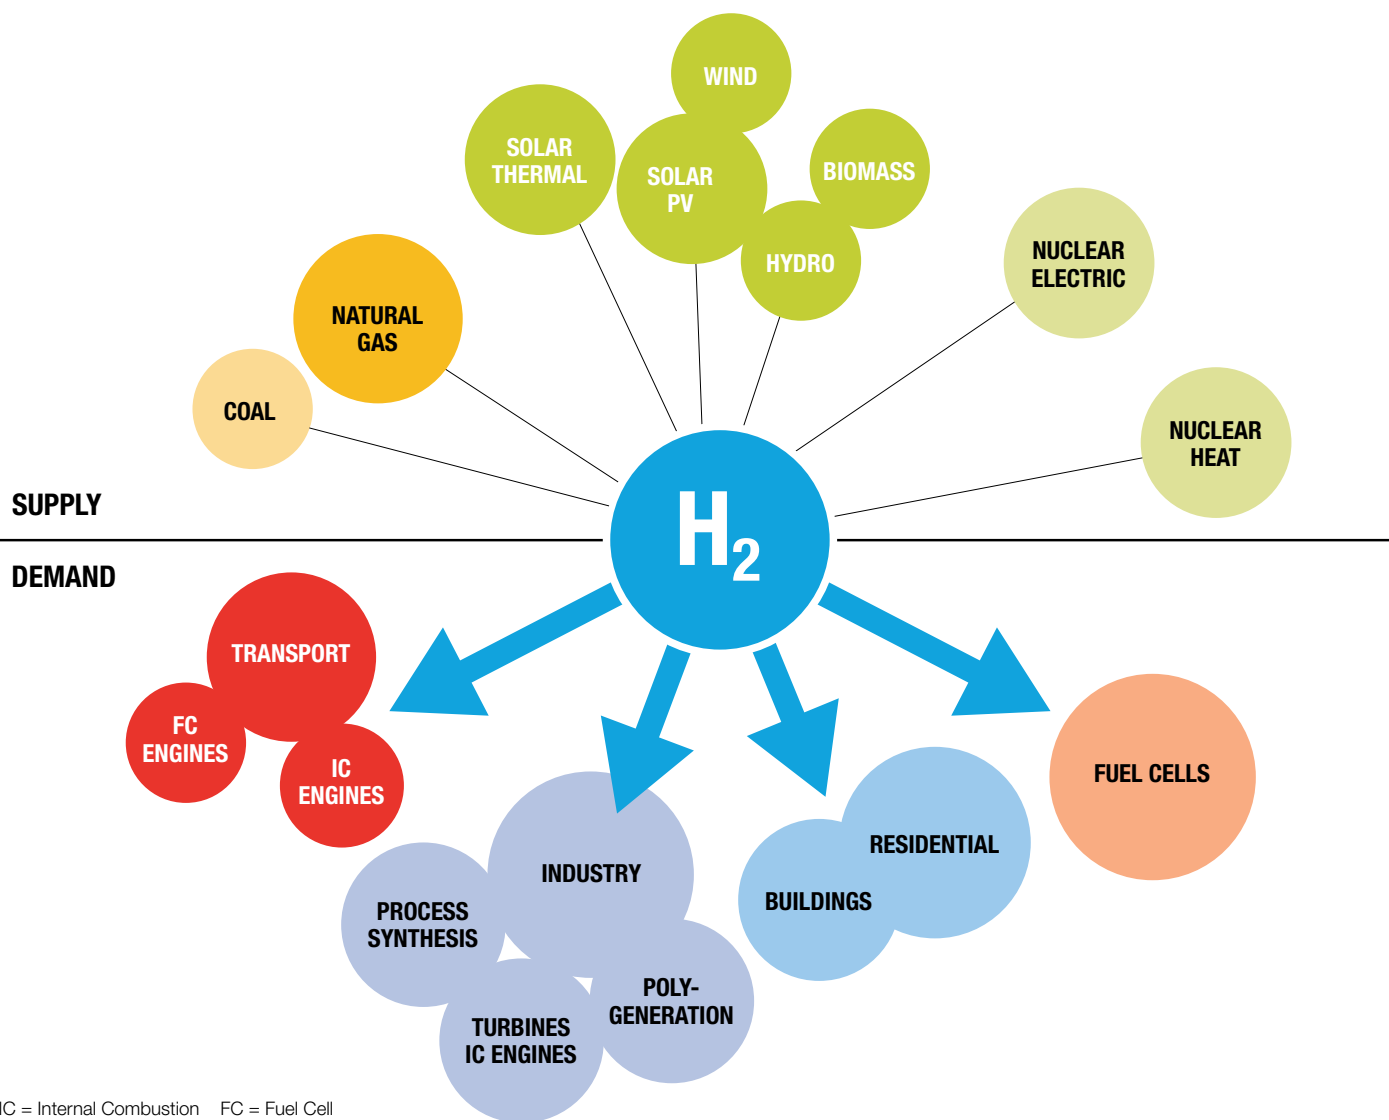 WIND
SOLAR
THERMAL
SOLAR
PV
BIOMASS
HYDRO
NUCLEAR
ELECTRIC
NATURAL
GAS
COAL
NUCLEAR
HEAT
SUPPLY
H2
DEMAND
TRANSPORT
FC
ENGINES
IC
ENGINES
FUEL CELLS
RESIDENTIAL
BUILDINGS
INDUSTRY
PROCESS
SYNTHESIS
POLY-
GENERATION
TURBINES
IC ENGINES
IC = Internal Combustion FC = Fuel Cell